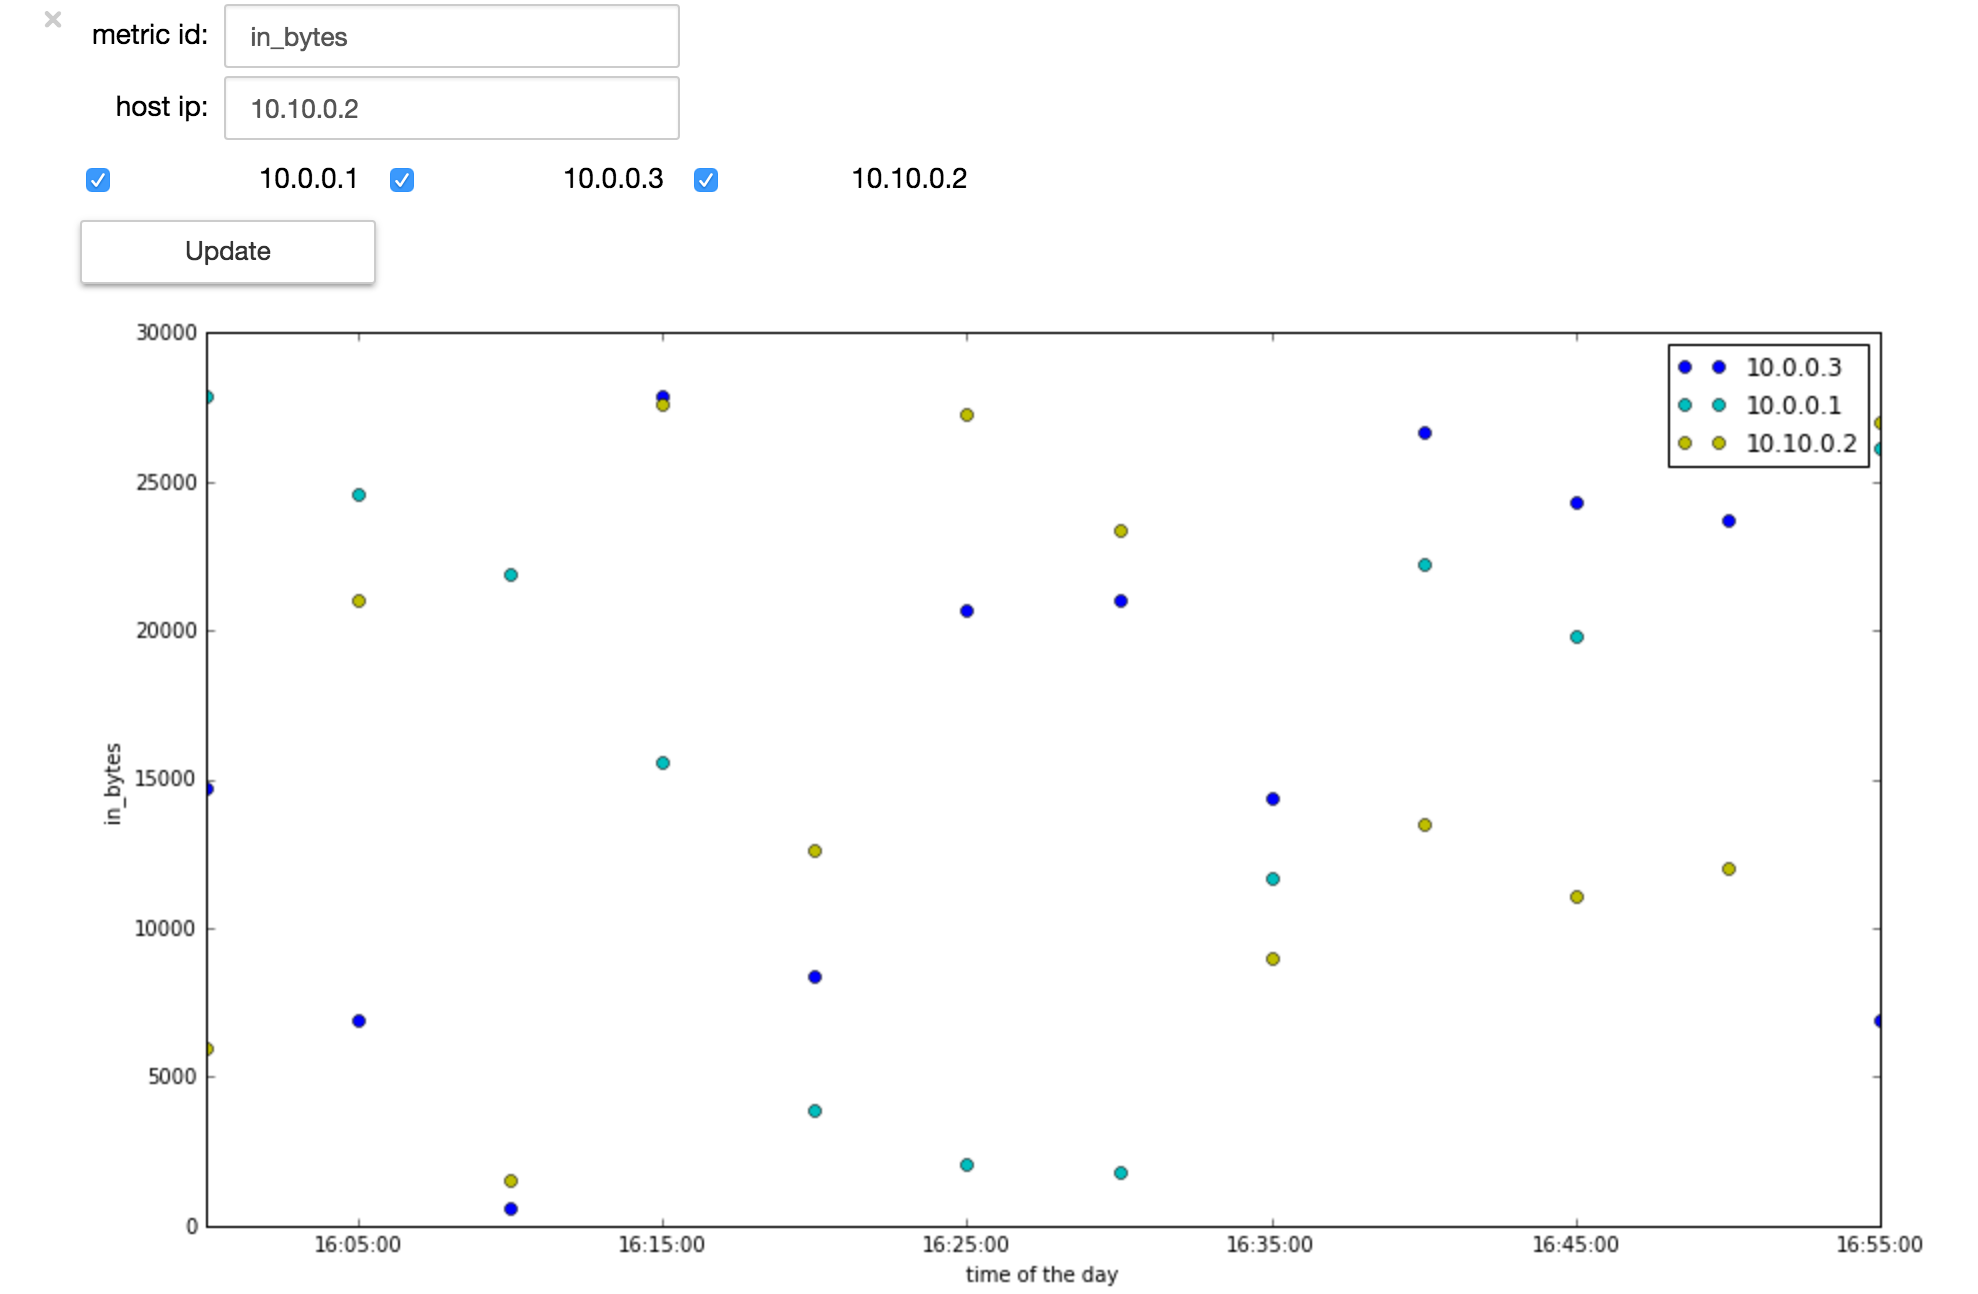 metric id: in_bytes
host ip: 10.10.0.2
10.0.0.1 10.0.0.3 10.10.0.2
Update
30000
25000
20000
15000
10000
5000
0
in_bytes
10.0.0.3
10.0.0.1
10.10.0.2
16:05:00 16:15:00 16:25:00 16:35:00 16:45:00 16:55:00
time of the day